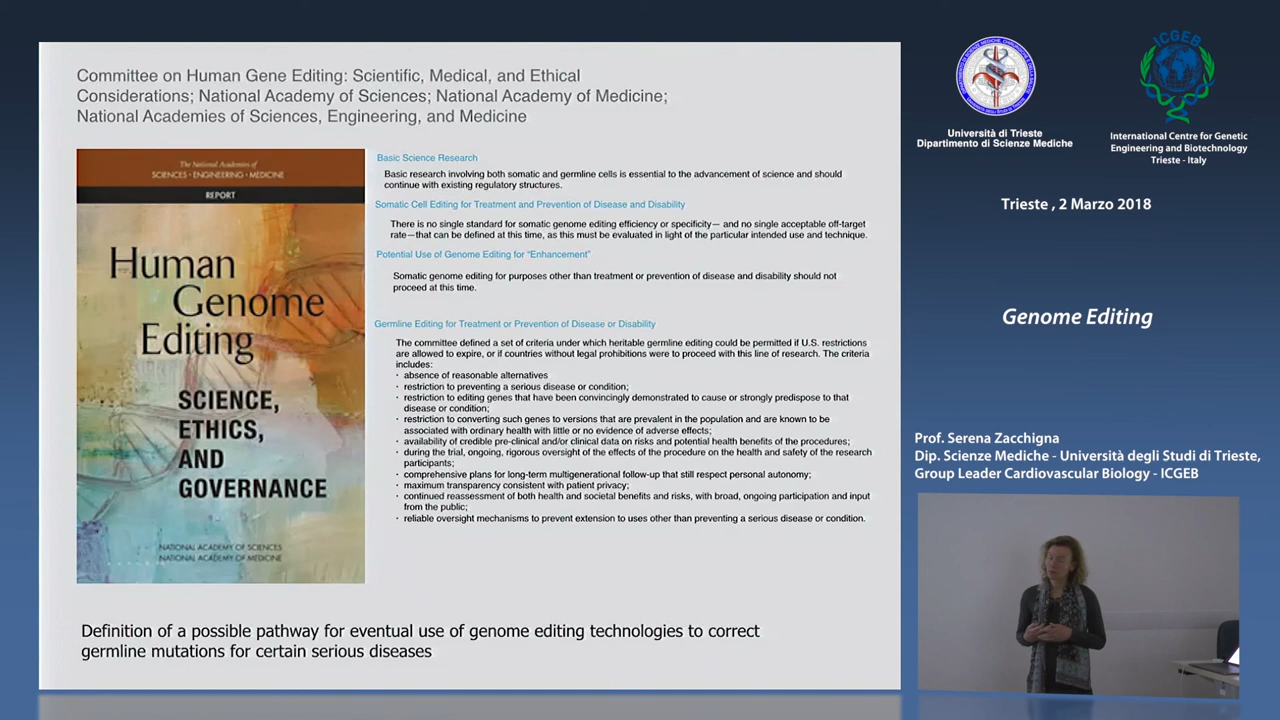 Committee on Human Gene Editing: Scientific, Medical, and Ethical
Considerations; National Academy of Sciences; National Academy of Medicine;
National Academies of Sciences, Engineering, and Medicine
The National Academies of
SCIENCES • ENGINEERING • MEDICINE
REPORT
Human
Genome
Editing
SCIENCE,
ETHICS,
AND
GOVERNANCE
NATIONAL ACADEMY OF SCIENCES
NATIONAL ACADEMY OF MEDICINE
Basic Science Research
Basic research involving both somatic and germline cells is essential to the advancement of science and should
continue with existing regulatory structures.
Somatic Cell Editing for Treatment and Prevention of Disease and Disability
There is no single standard for somatic genome editing efficiency or specificity— and no single acceptable off-target
rate—that can be defined at this time, as this must be evaluated in light of the particular intended use and technique.
Potential Use of Genome Editing for "Enhancement"
Somatic genome editing for purposes other than treatment or prevention of disease and disability should not
proceed at this time.
Germline Editing for Treatment or Prevention of Disease or Disability
The committee defined a set of criteria under which heritable germline editing could be permitted if U.S. restrictions
are allowed to expire, or if countries without legal prohibitions were to proceed with this line of research. The criteria
includes:
· absence of reasonable alternatives
· restriction to preventing a serious disease or condition;
· restriction to editing genes that have been convincingly demonstrated to cause or strongly predispose to that
disease or condition;
· restriction to converting such genes to versions that are prevalent in the population and are known to be
associated with ordinary health with little or no evidence of adverse effects;
· availability of credible pre-clinical and/or clinical data on risks and potential health benefits of the procedures;
· during the trial, ongoing, rigorous oversight of the effects of the procedure on the health and safety of the research
participants;
· comprehensive plans for long-term multigenerational follow-up that still respect personal autonomy;
· maximum transparency consistent with patient privacy;
· continued reassessment of both health and societal benefits and risks, with broad, ongoing participation and input
from the public;
· reliable oversight mechanisms to prevent extension to uses other than preventing a serious disease or condition.
Definition of a possible pathway for eventual use of genome editing technologies to correct
germline mutations for certain serious diseases
ICGEB
Università di Trieste
Dipartimento di Scienze Mediche
International Centre for Genetic
Engineering and Biotechnology
Trieste - Italy
Trieste , 2 Marzo 2018
Genome Editing
Prof. Serena Zacchigna
Dip. Scienze Mediche - Università degli Studi di Trieste,
Group Leader Cardiovascular Biology - ICGEB